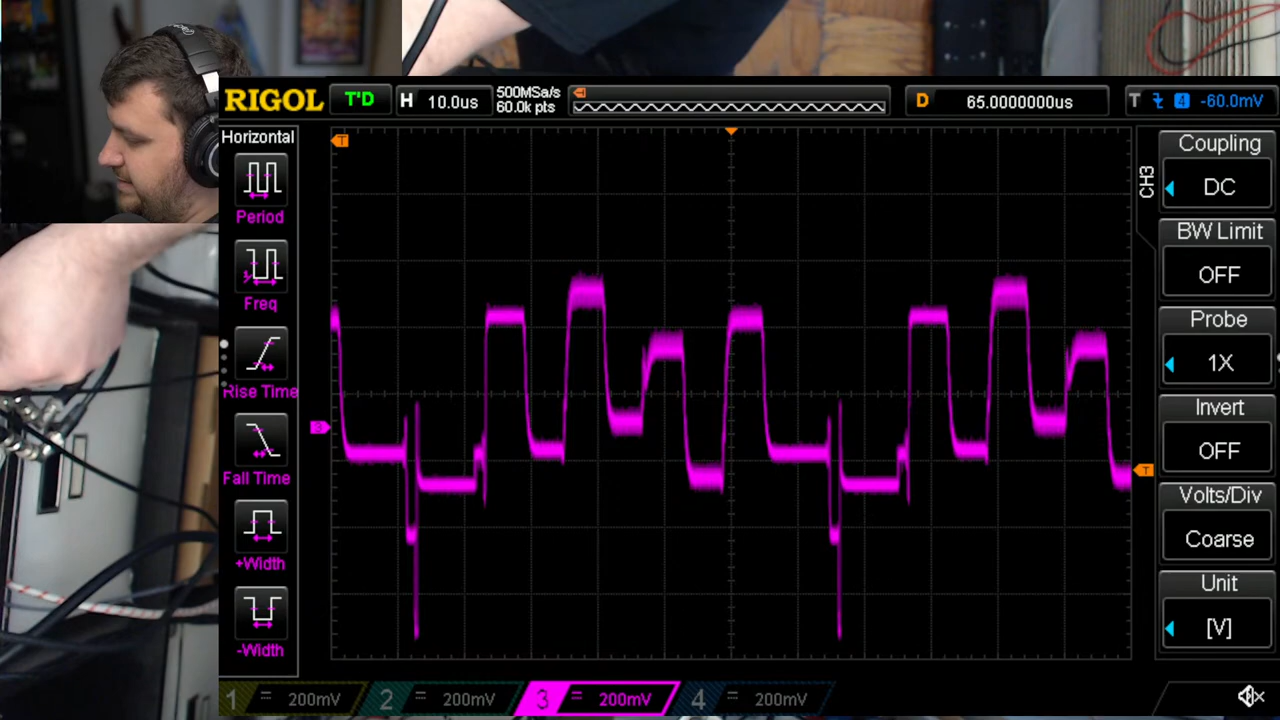 RIGOL T'D H 10.0us 500MSa/s 60.0k pts D 65.0000000us T 4 -60.0mV
Horizontal
Period
Freq
Rise Time
Fall Time
+Width
-Width
T
3
T
CH3
Coupling
DC
BW Limit
OFF
Probe
1X
Invert
OFF
Volts/Div
Coarse
Unit
[V]
1 200mV 2 200mV 3 200mV 4 200mV